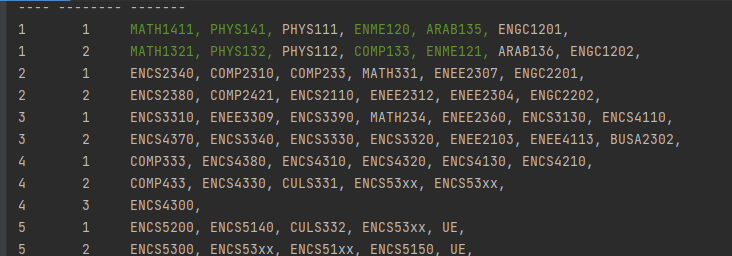 ---- -------- -------
1 1 MATH1411, PHYS141, PHYS111, ENME120, ARAB135, ENGC1201,
1 2 MATH1321, PHYS132, PHYS112, COMP133, ENME121, ARAB136, ENGC1202,
2 1 ENCS2340, COMP2310, COMP233, MATH331, ENEE2307, ENGC2201,
2 2 ENCS2380, COMP2421, ENCS2110, ENEE2312, ENEE2304, ENGC2202,
3 1 ENCS3310, ENEE3309, ENCS3390, MATH234, ENEE2360, ENCS3130, ENCS4110,
3 2 ENCS4370, ENCS3340, ENCS3330, ENCS3320, ENEE2103, ENEE4113, BUSA2302,
4 1 COMP333, ENCS4380, ENCS4310, ENCS4320, ENCS4130, ENCS4210,
4 2 COMP433, ENCS4330, CULS331, ENCS53xx, ENCS53xx,
4 3 ENCS4300,
5 1 ENCS5200, ENCS5140, CULS332, ENCS53xx, UE,
5 2 ENCS5300, ENCS53xx, ENCS51xx, ENCS5150, UE,